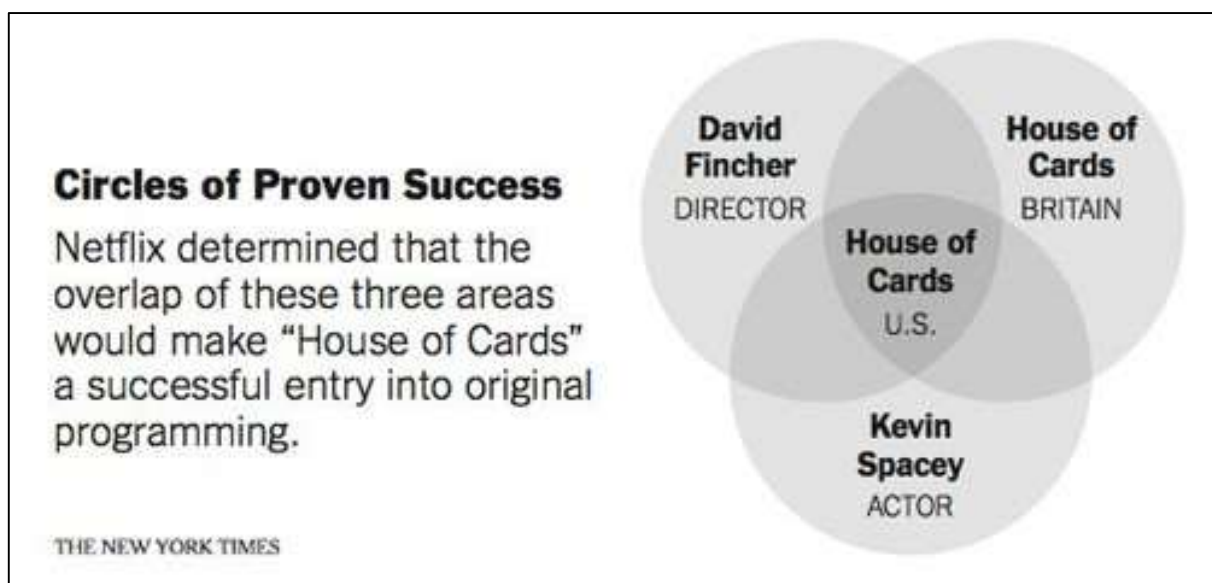 Circles of Proven Success
Netflix determined that the
overlap of these three areas
would make “House of Cards”
a successful entry into original
programming.
THE NEW YORK TIMES
David
Fincher
DIRECTOR
House of
Cards
BRITAIN
House of
Cards
U.S.
Kevin
Spacey
ACTOR